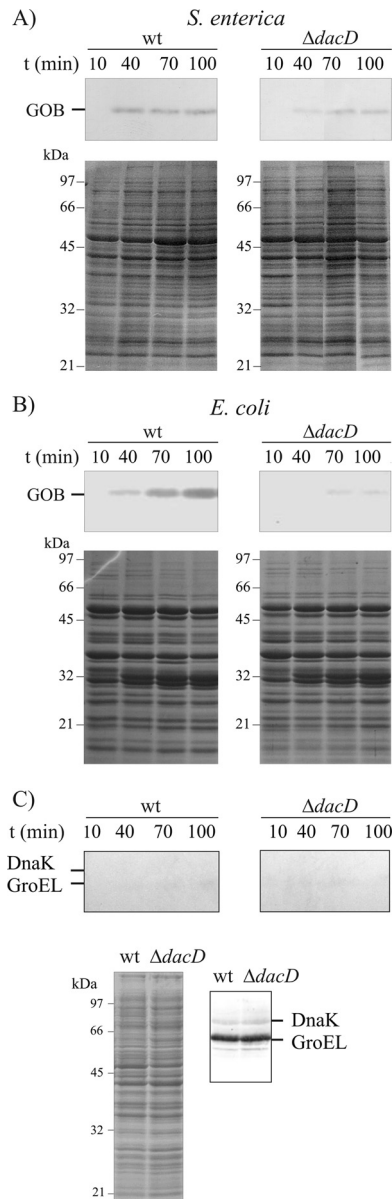 A)
S. enterica
wt ΔdacD
t (min) 10 40 70 100 10 40 70 100
GOB
kDa
97
66
45
32
21
97
66
45
32
21
B)
E. coli
wt ΔdacD
t (min) 10 40 70 100 10 40 70 100
GOB
kDa
97
66
45
32
21
97
66
45
32
21
C)
wt ΔdacD
t (min) 10 40 70 100 10 40 70 100
DnaK
GroEL
wt ΔdacD
kDa
97
66
45
32
21
wt ΔdacD
DnaK
GroEL